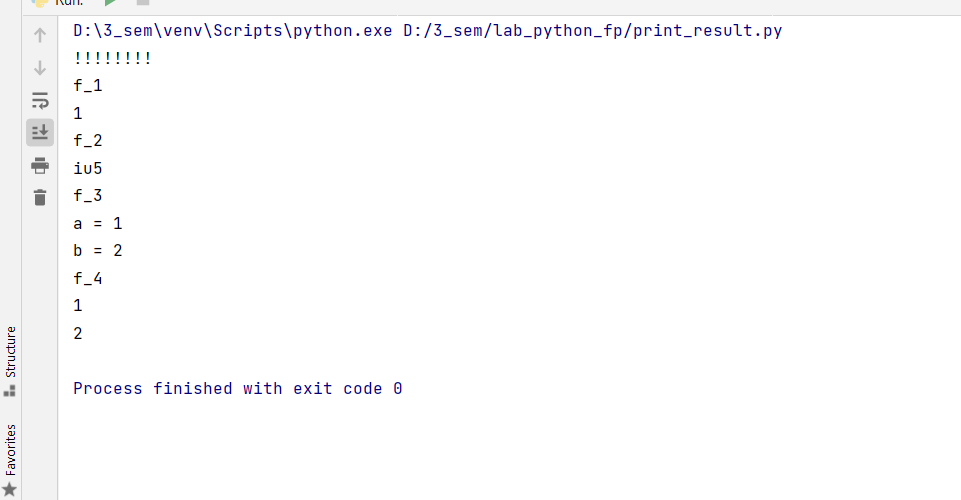 Run:
D:\3_sem\venv\Scripts\python.exe D:/3_sem/lab_python_fp/print_result.py
!!!!!!!!
f_1
1
f_2
iu5
f_3
a = 1
b = 2
f_4
1
2
Process finished with exit code 0
Structure
Favorites